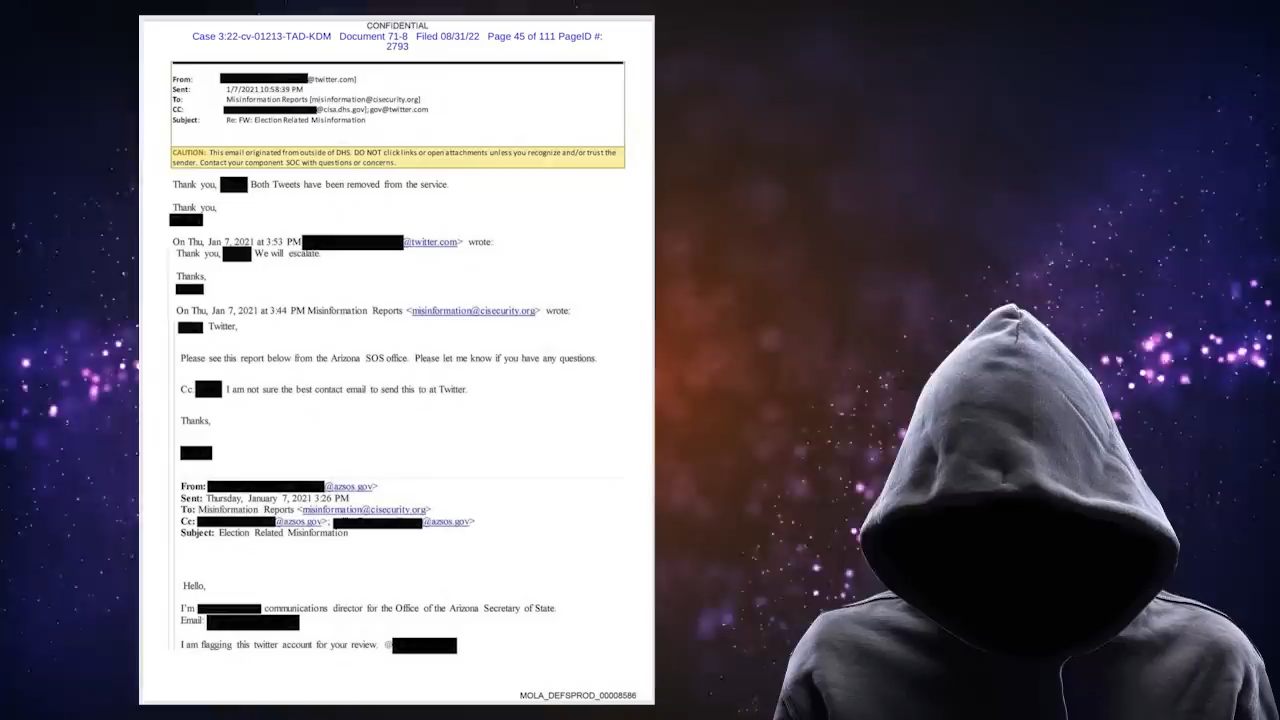 CONFIDENTIAL
Case 3:22-cv-01213-TAD-KDM Document 71-8 Filed 08/31/22 Page 45 of 111 PageID #:
2793
From: @twitter.com]
Sent: 1/7/2021 10:58:39 PM
To: Misinformation Reports [misinformation@cisecurity.org]
CC: @cisa.dhs.gov]; gov@twitter.com
Subject: Re: FW: Election Related Misinformation
CAUTION: This email originated from outside of DHS. DO NOT click links or open attachments unless you recognize and/or trust the
sender. Contact your component SOC with questions or concerns.
Thank you, Both Tweets have been removed from the service.
Thank you,
On Thu, Jan 7, 2021 at 3:53 PM @twitter.com> wrote:
Thank you, We will escalate.
Thanks,
On Thu, Jan 7, 2021 at 3:44 PM Misinformation Reports <misinformation@cisecurity.org> wrote:
Twitter,
Please see this report below from the Arizona SOS office. Please let me know if you have any questions.
Cc: I am not sure the best contact email to send this to at Twitter.
Thanks,
From: @azsos.gov>
Sent: Thursday, January 7, 2021 3:26 PM
To: Misinformation Reports <misinformation@cisecurity.org>
Cc: @azsos.gov>; @azsos.gov>
Subject: Election Related Misinformation
Hello,
I'm communications director for the Office of the Arizona Secretary of State.
Email:
I am flagging this twitter account for your review: @
MOLA_DEFSPROD_00008586